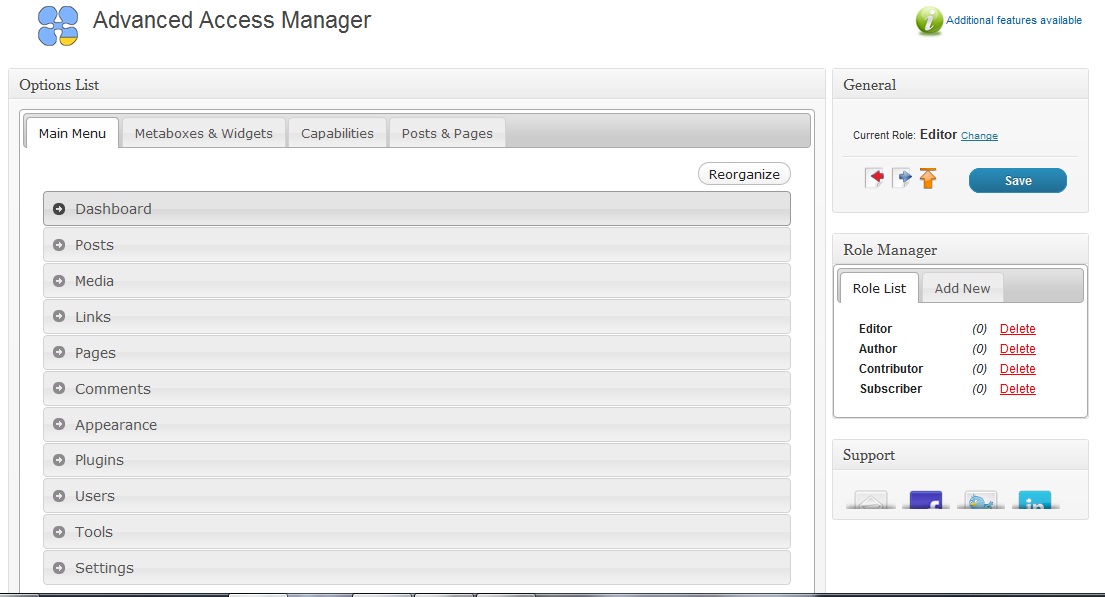 Advanced Access Manager
Additional features available
Options List
Main Menu Metaboxes & Widgets Capabilities Posts & Pages
Reorganize
Dashboard
Posts
Media
Links
Pages
Comments
Appearance
Plugins
Users
Tools
Settings
General
Current Role: Editor Change
Save
Role Manager
Role List Add New
Editor (0) Delete
Author (0) Delete
Contributor (0) Delete
Subscriber (0) Delete
Support
f in